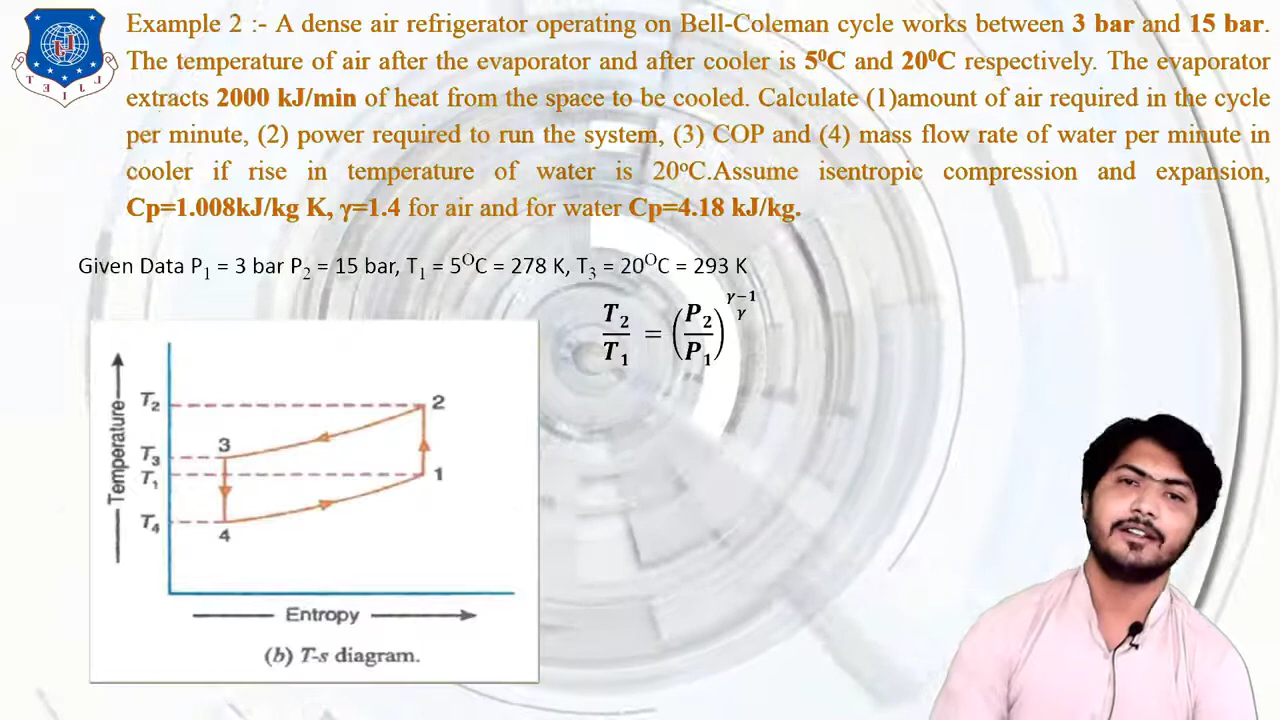 Example 2 :- A dense air refrigerator operating on Bell-Coleman cycle works between 3 bar and 15 bar.
The temperature of air after the evaporator and after cooler is 5⁰C and 20⁰C respectively. The evaporator
extracts 2000 kJ/min of heat from the space to be cooled. Calculate (1)amount of air required in the cycle
per minute, (2) power required to run the system, (3) COP and (4) mass flow rate of water per minute in
cooler if rise in temperature of water is 20ᵒC.Assume isentropic compression and expansion,
Cp=1.008kJ/kg K, γ=1.4 for air and for water Cp=4.18 kJ/kg.
Given Data P₁ = 3 bar P₂ = 15 bar, T₁ = 5ᴼC = 278 K, T₃ = 20ᴼC = 293 K
T₂/T₁ = (P₂/P₁)^(γ−1/γ)
Temperature
T₂
T₃
T₁
T₄
2
3
1
4
Entropy
(b) T-s diagram.